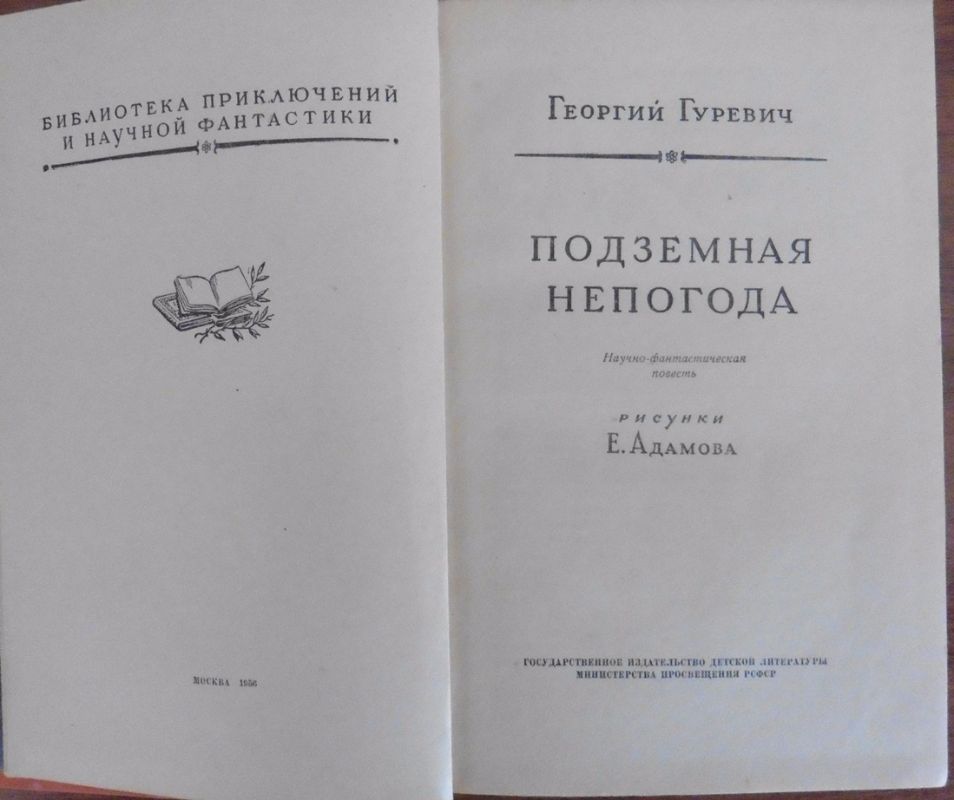 БИБЛИОТЕКА ПРИКЛЮЧЕНИЙ
И НАУЧНОЙ ФАНТАСТИКИ
МОСКВА 1956
ГЕОРГИЙ ГУРЕВИЧ
ПОДЗЕМНАЯ
НЕПОГОДА
Научно-фантастическая
повесть
РИСУНКИ
Е. АДАМОВА
ГОСУДАРСТВЕННОЕ ИЗДАТЕЛЬСТВО ДЕТСКОЙ ЛИТЕРАТУРЫ
МИНИСТЕРСТВА ПРОСВЕЩЕНИЯ РСФСР